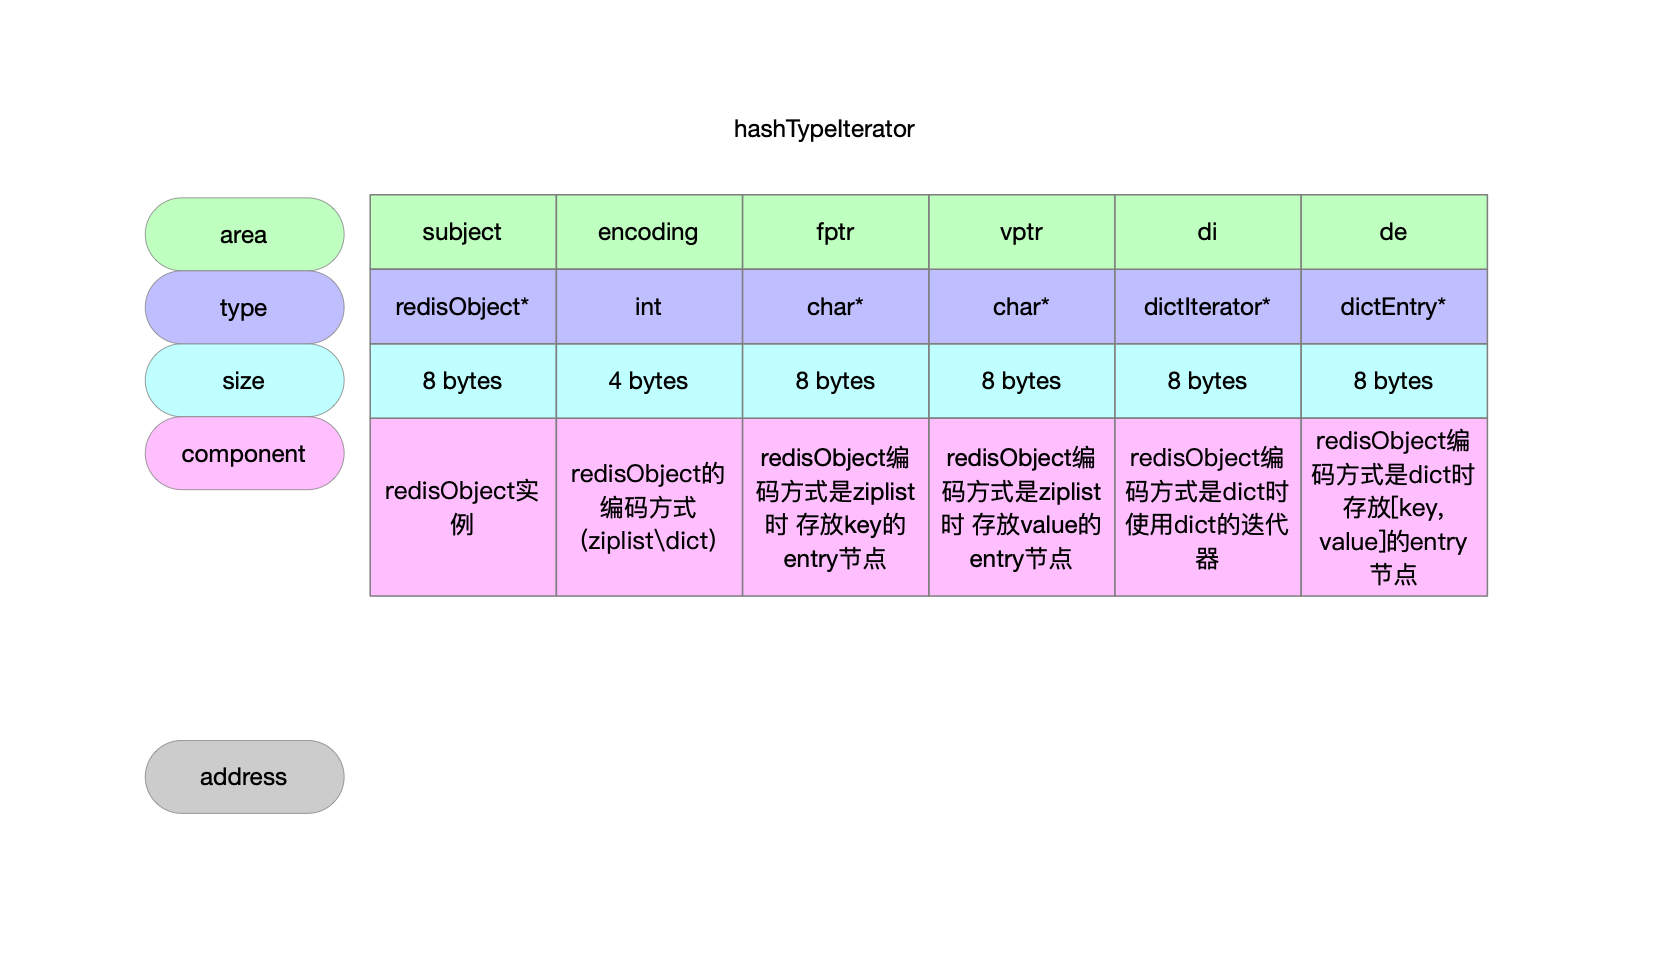 hashTypeIterator
area
subject
encoding
fptr
vptr
di
de
type
redisObject*
int
char*
char*
dictIterator*
dictEntry*
size
8 bytes
4 bytes
8 bytes
8 bytes
8 bytes
8 bytes
component
redisObject实
例
redisObject的
编码方式
(ziplist\dict)
redisObject编
码方式是ziplist
时 存放key的
entry节点
redisObject编
码方式是ziplist
时 存放value的
entry节点
redisObject编
码方式是dict时
使用dict的迭代
器
redisObject编
码方式是dict时
存放[key,
value]的entry
节点
address